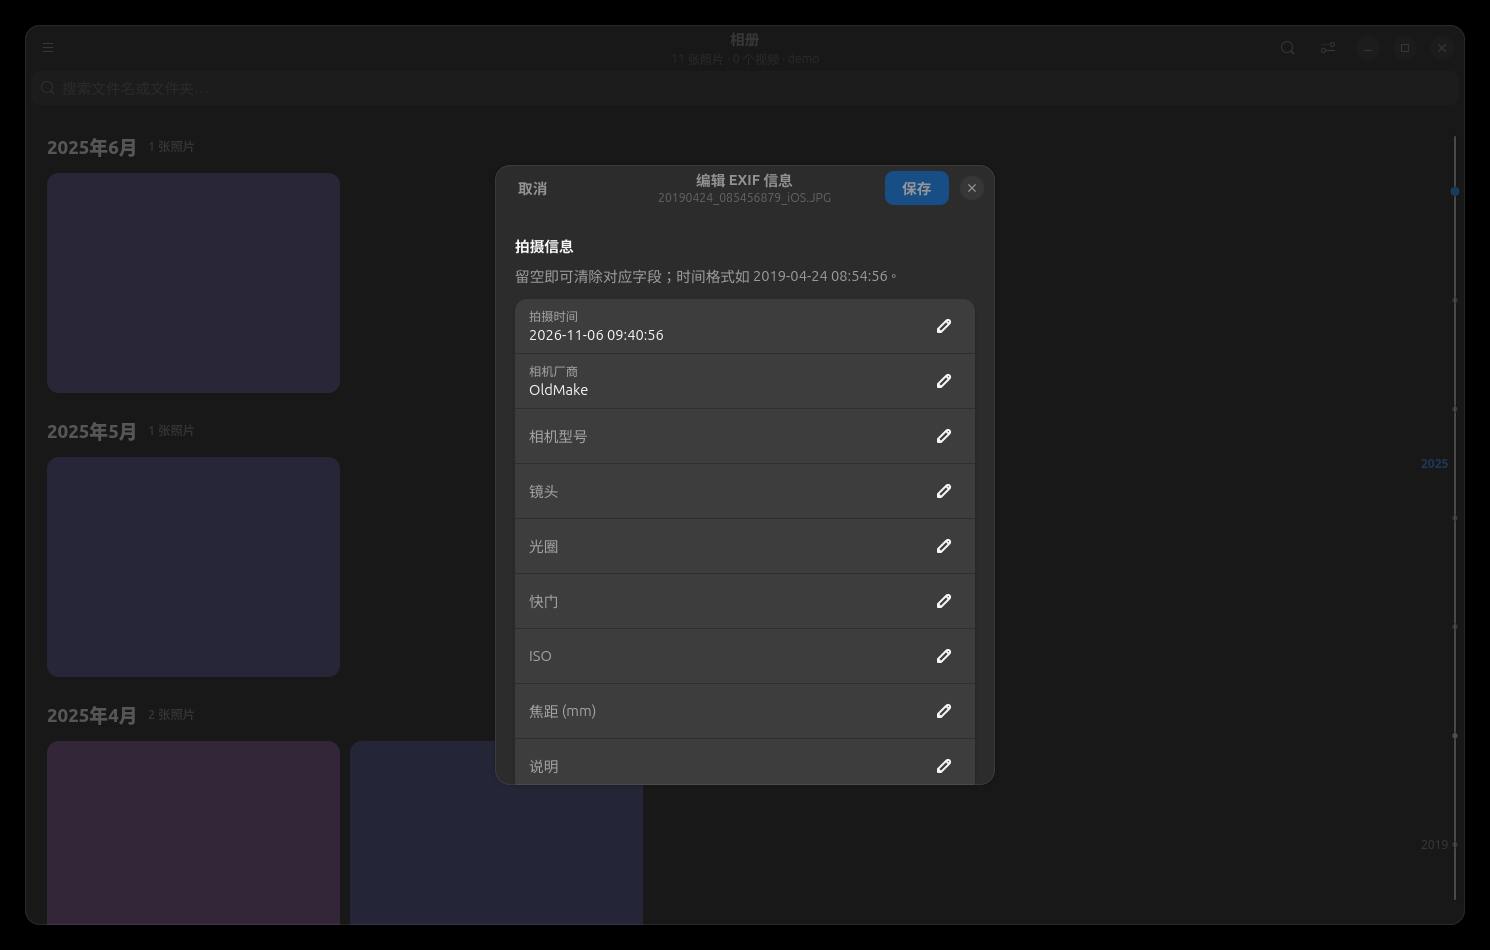 相册
11 张照片 · 0 个视频 · demo
搜索文件名或文件夹…
2025年6月 1 张照片
2025年5月 1 张照片
2025年4月 2 张照片
取消
编辑 EXIF 信息
20190424_085456879_iOS.JPG
保存
拍摄信息
留空即可清除对应字段；时间格式如 2019-04-24 08:54:56。
拍摄时间
2026-11-06 09:40:56
相机厂商
OldMake
相机型号
镜头
光圈
快门
ISO
焦距 (mm)
说明
2025
2019